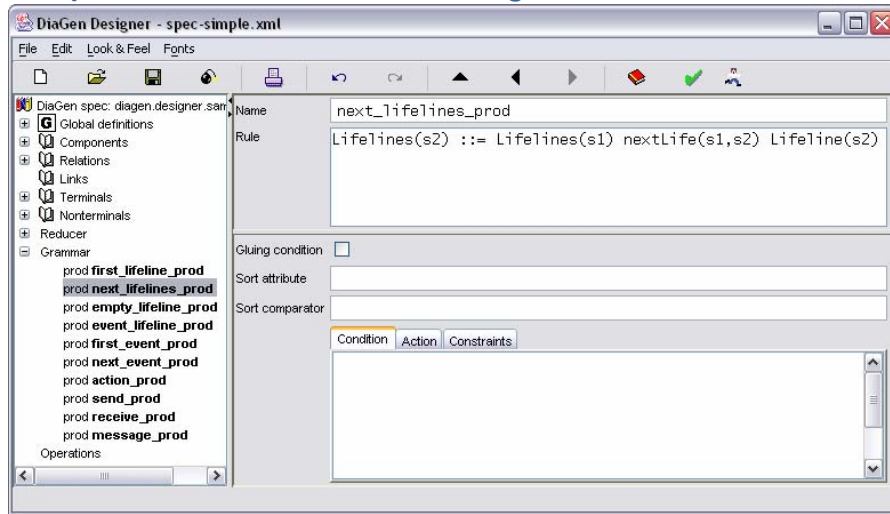 DiaGen Designer - spec-simple.xml
File Edit Look & Feel Fonts
DiaGen spec: diagen.designer.sam
G Global definitions
Components
Relations
Links
Terminals
Nonterminals
Reducer
Grammar
prod first_lifeline_prod
prod next_lifelines_prod
prod empty_lifeline_prod
prod event_lifeline_prod
prod first_event_prod
prod next_event_prod
prod action_prod
prod send_prod
prod receive_prod
prod message_prod
Operations
Name
next_lifelines_prod
Rule
Lifelines(s2) ::= Lifelines(s1) nextLife(s1,s2) Lifeline(s2)
Gluing condition
Sort attribute
Sort comparator
Condition Action Constraints